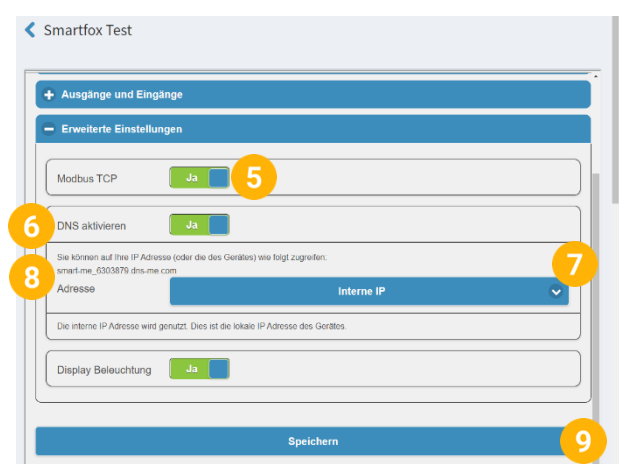 Smartfox Test
Ausgänge und Eingänge
Erweiterte Einstellungen
Modbus TCP Ja 5
6 DNS aktivieren Ja
Sie können auf Ihre IP Adresse (oder die des Gerätes) wie folgt zugreifen:
smart-me_6303879.dns-me.com
7
8 Adresse Interne IP
Die interne IP Adresse wird genutzt. Dies ist die lokale IP Adresse des Gerätes.
Display Beleuchtung Ja
Speichern 9